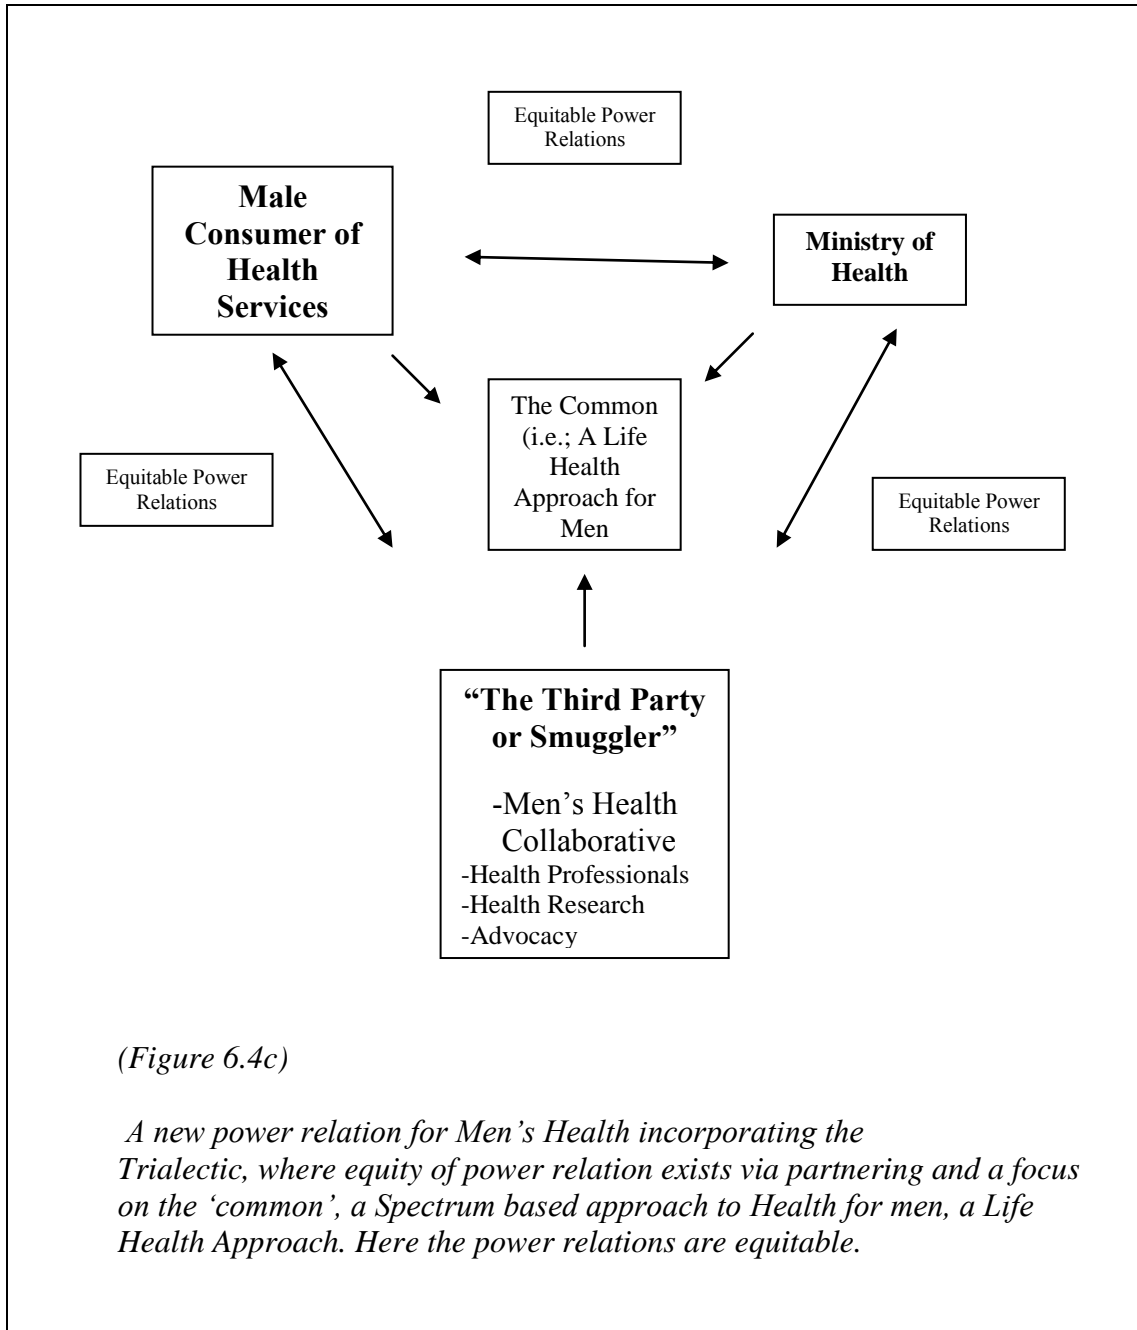 Equitable Power
Relations
Male
Consumer of
Health
Services
Ministry of
Health
The Common
(i.e.; A Life
Health
Approach for
Men
Equitable Power
Relations
Equitable Power
Relations
“The Third Party
or Smuggler”
-Men’s Health
Collaborative
-Health Professionals
-Health Research
-Advocacy
(Figure 6.4c)
A new power relation for Men’s Health incorporating the
Trialectic, where equity of power relation exists via partnering and a focus
on the ‘common’, a Spectrum based approach to Health for men, a Life
Health Approach. Here the power relations are equitable.